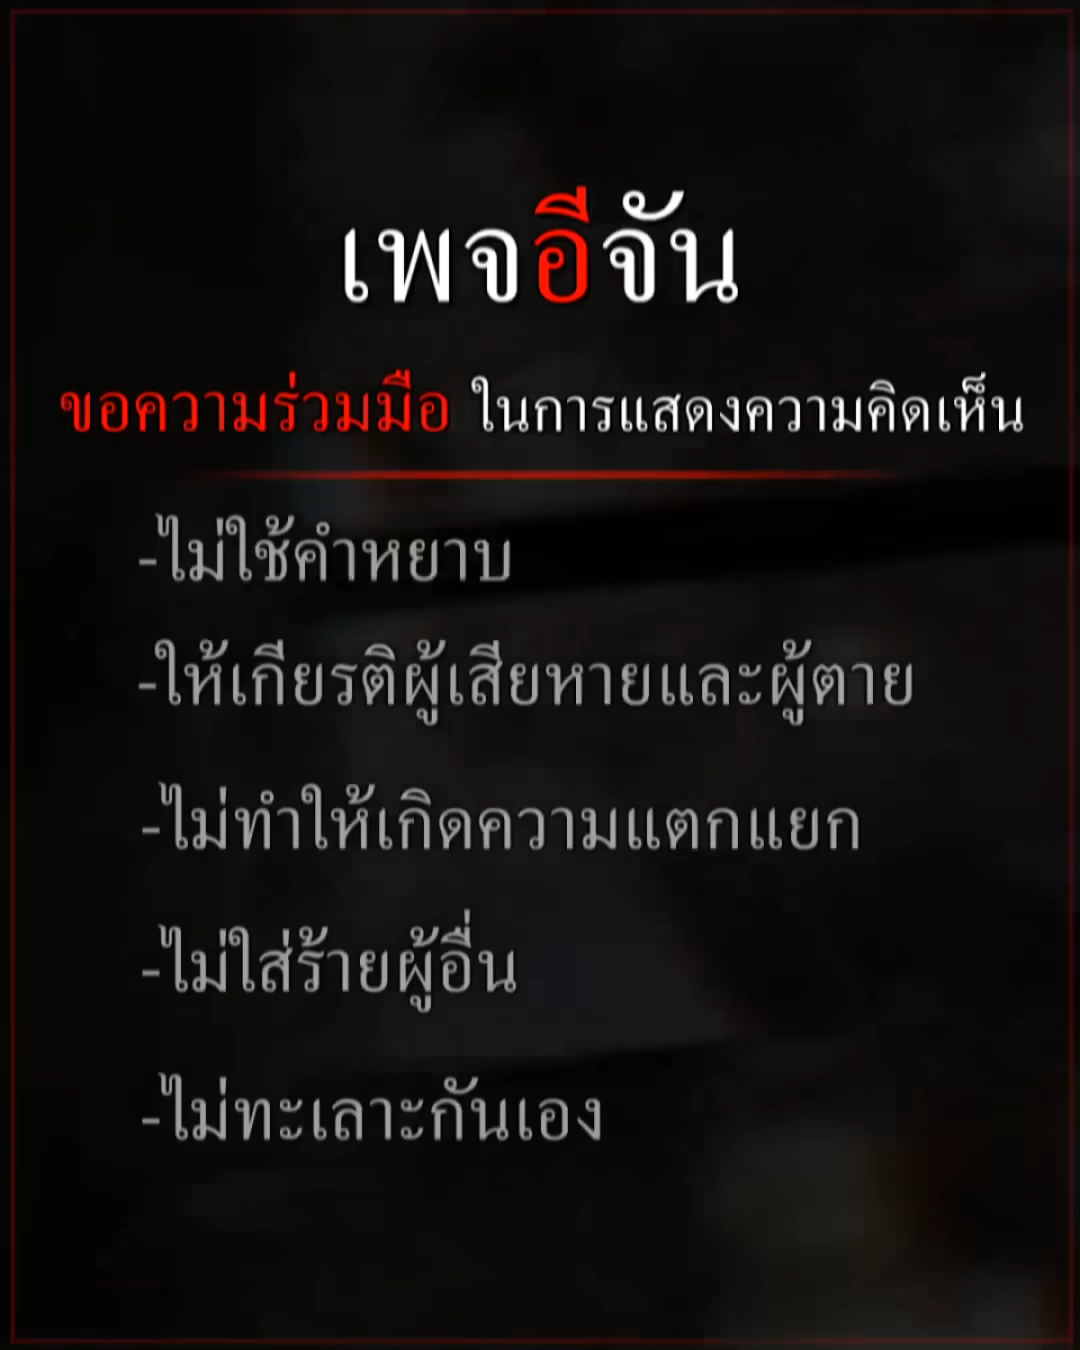 เพจอีจัน
ขอความร่วมมือ ในการแสดงความคิดเห็น
-ไม่ใช้คำหยาบ
-ให้เกียรติผู้เสียหายและผู้ตาย
-ไม่ทำให้เกิดความแตกแยก
-ไม่ใส่ร้ายผู้อื่น
-ไม่ทะเลาะกันเอง